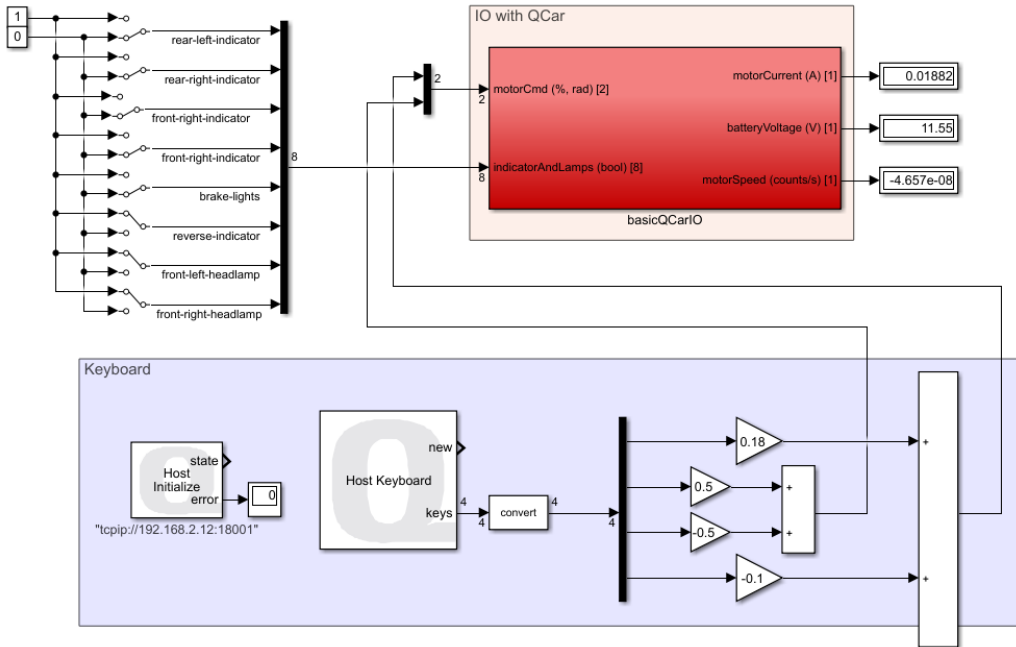 1
0
rear-left-indicator
rear-right-indicator
front-right-indicator
front-right-indicator
brake-lights
reverse-indicator
front-left-headlamp
front-right-headlamp
8
2
IO with QCar
motorCmd (%, rad) [2]
2
indicatorAndLamps (bool) [8]
8
motorCurrent (A) [1]
batteryVoltage (V) [1]
motorSpeed (counts/s) [1]
basicQCarIO
0.01882
11.55
-4.657e-08
Keyboard
state
Host
Initialize
error
0
"tcpip://192.168.2.12:18001"
new
Host Keyboard
keys
4
4
convert
4
4
0.18
0.5
-0.5
-0.1
+
+
+
+